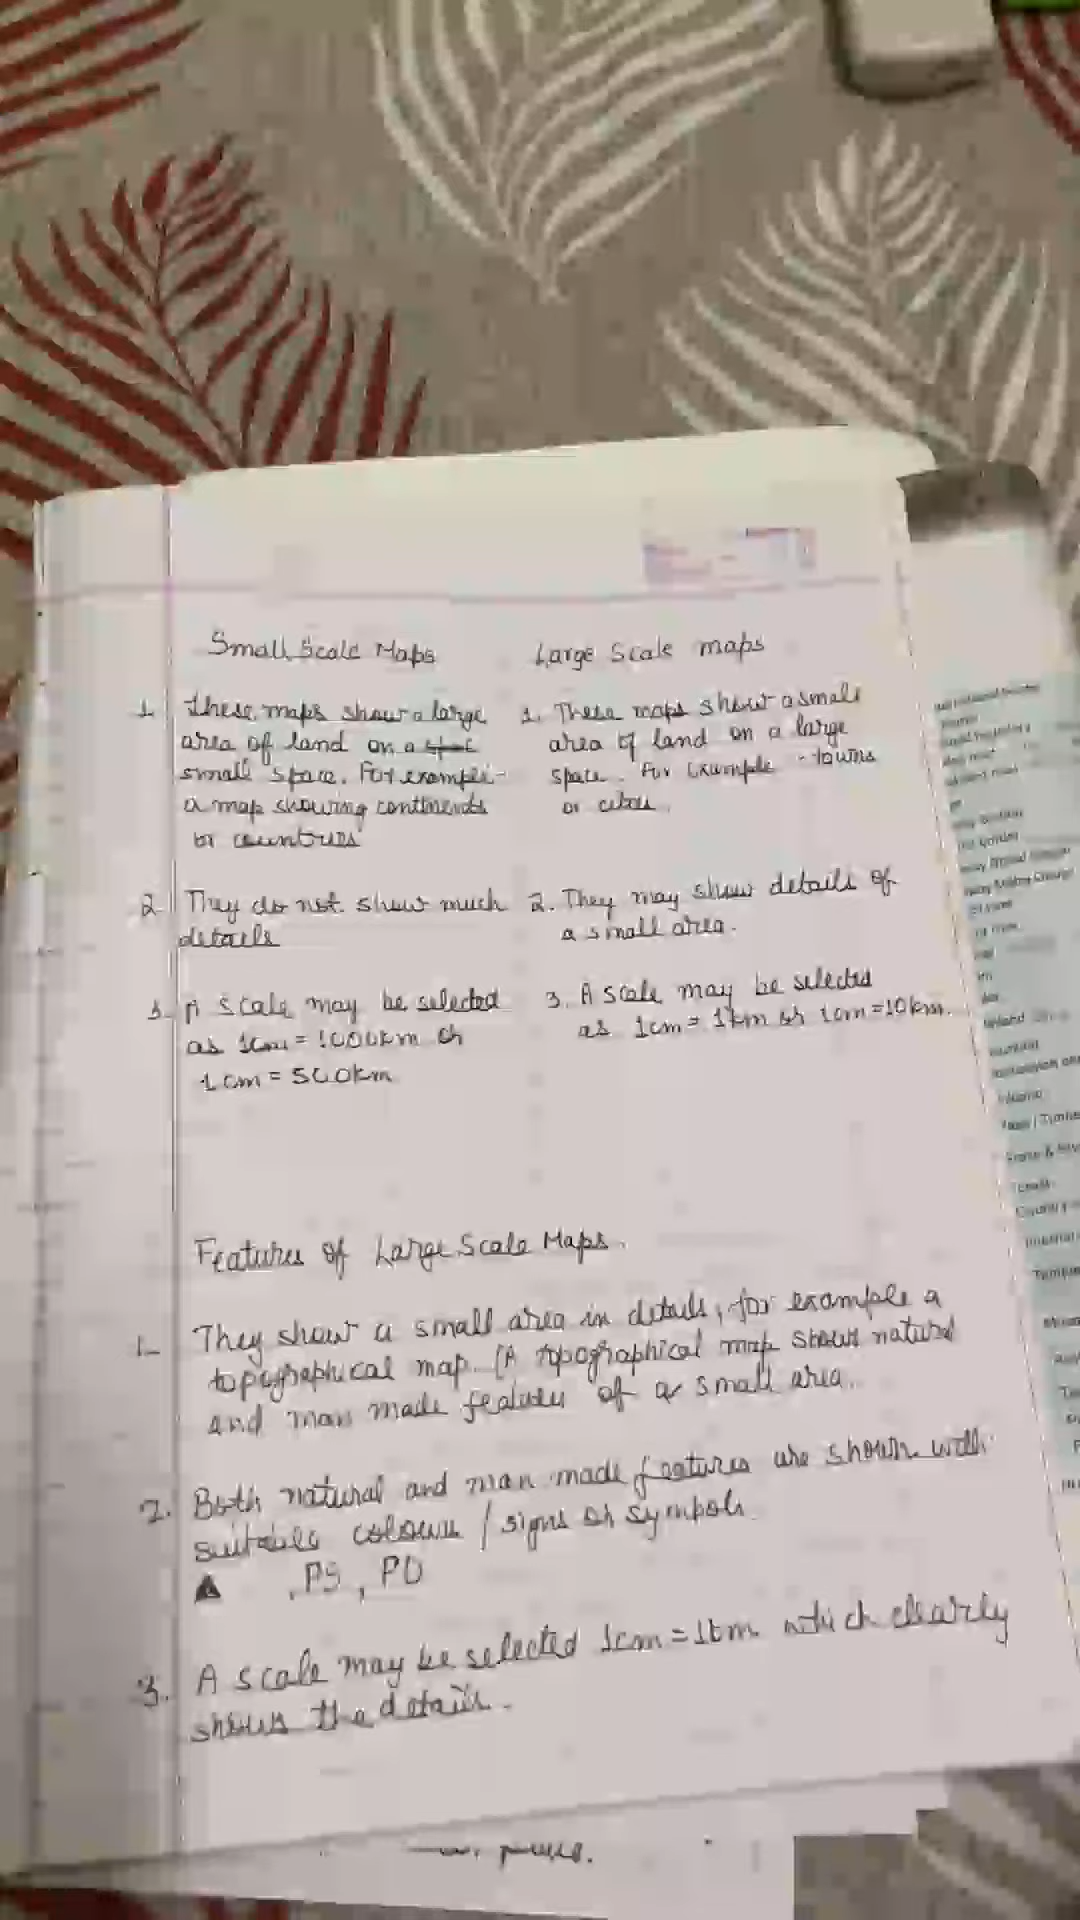 Small Scale Maps
These maps show a large
area of land on a
small space. For example -
a map showing continents
or countries
2 They do not show much
details
3. A scale may be selected
as 1cm = 1000km or
1cm = 500km
Large Scale maps
1. These maps show a small
area of land on a large
space. For Example - towns
or cities.
2. They may show details of
a small area.
3. A scale may be selected
as 1cm = 1km or 1cm = 10km.
Features of Large Scale Maps.
1. They show a small area in details, for example a
topographical map. (A topographical map shows natural
and man made features of a small area.
2. Both natural and man made features are shown with
suitable colours / signs or symbols.
, PS, PO
3. A scale may be selected 1cm = 1km which clearly
shows the details.